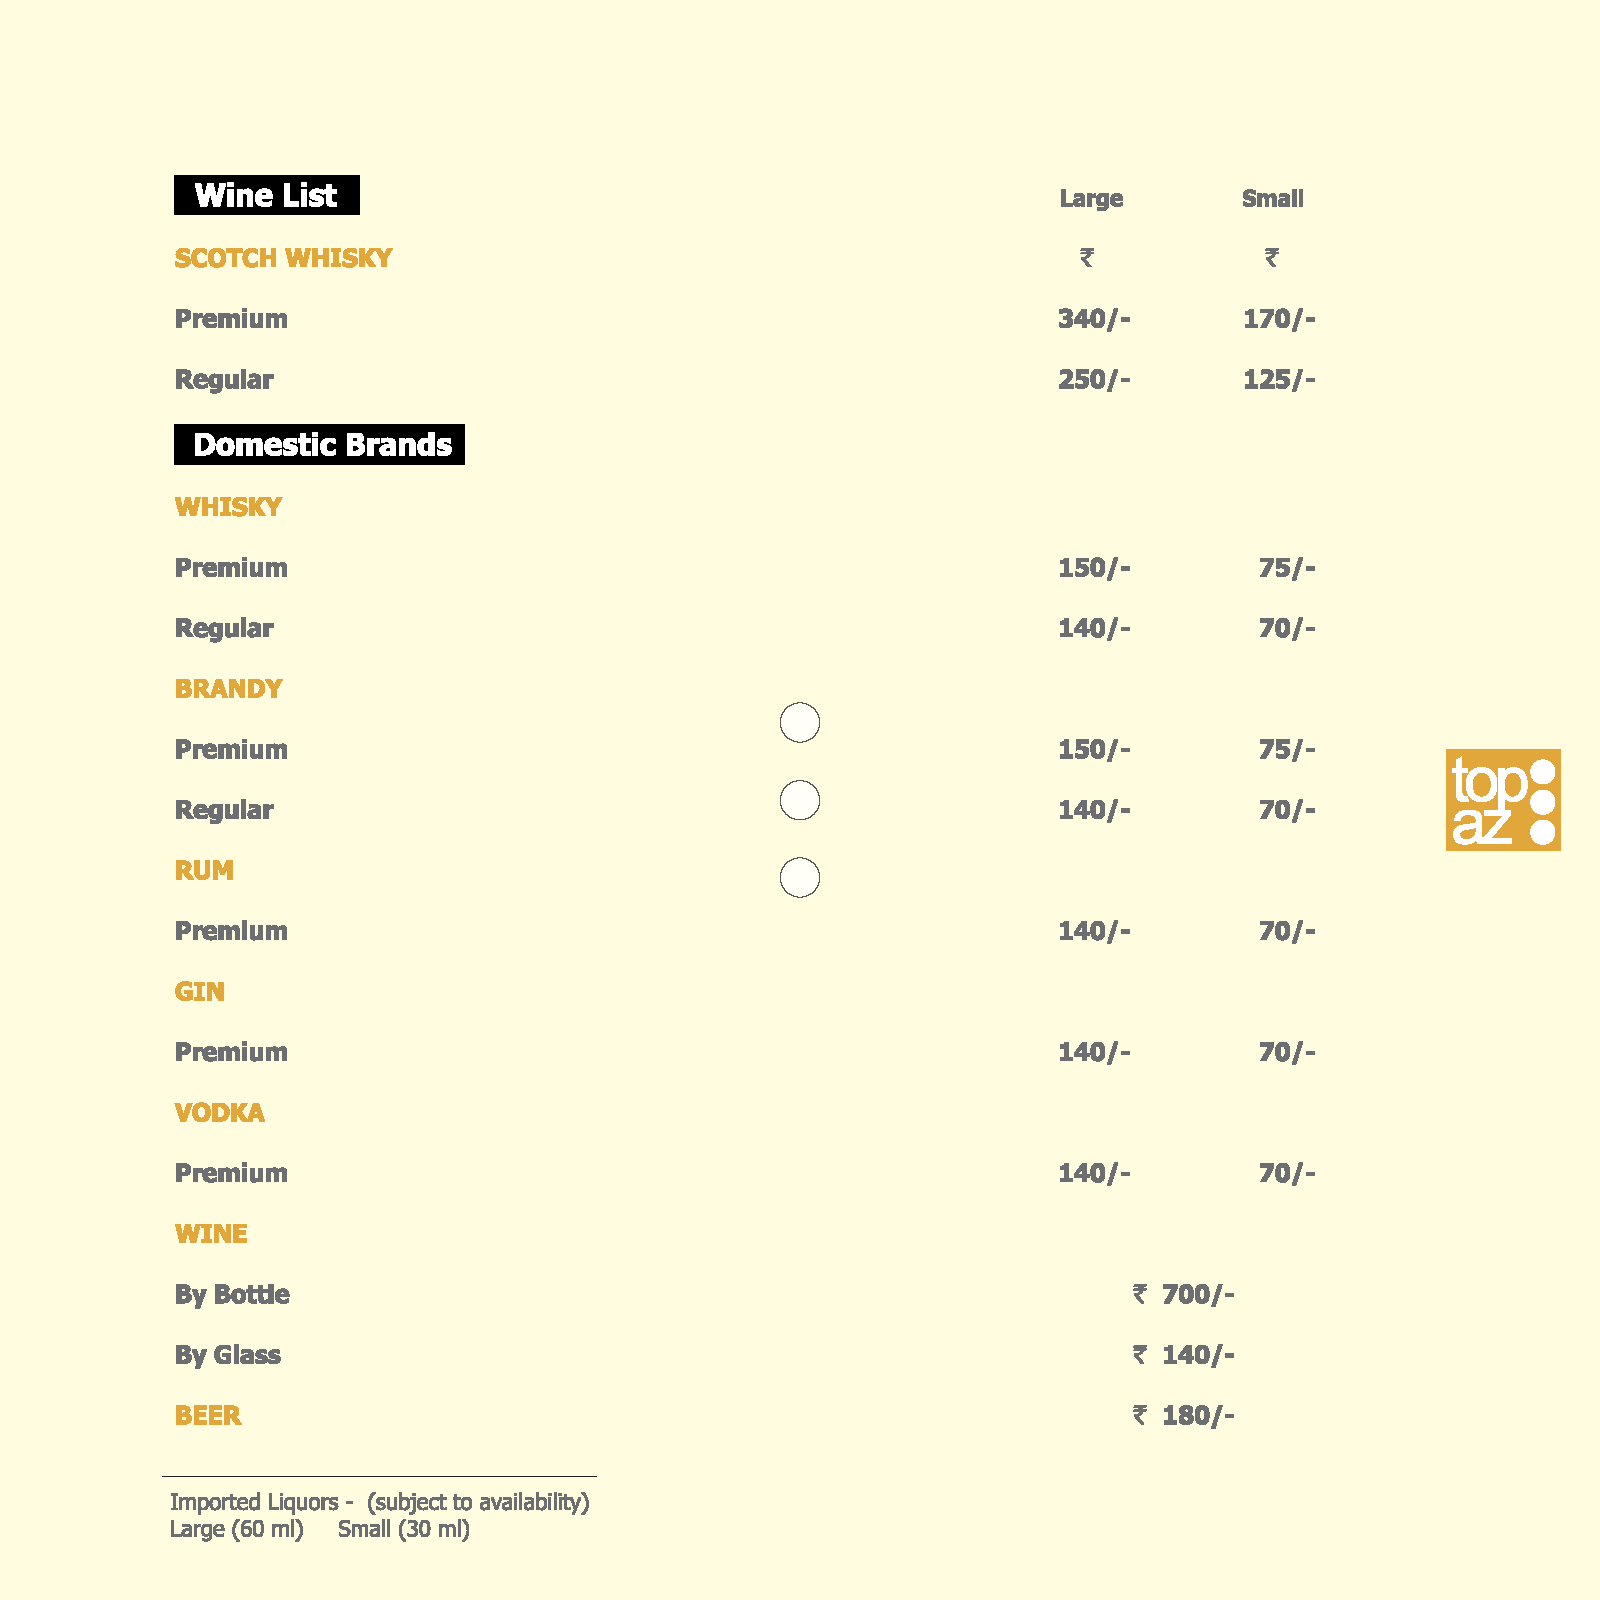 Wine List Large Small
SCOTCH WHISKY ₹ ₹
Premium 340/- 170/-
Regular 250/- 125/-
Domestic Brands
WHISKY
Premium 150/- 75/-
Regular 140/- 70/-
BRANDY
Premium 150/- 75/-
Regular 140/- 70/-
top
az
RUM
Premium 140/- 70/-
GIN
Premium 140/- 70/-
VODKA
Premium 140/- 70/-
WINE
By Bottle ₹ 700/-
By Glass ₹ 140/-
BEER ₹ 180/-
Imported Liquors - (subject to availability)
Large (60 ml) Small (30 ml)